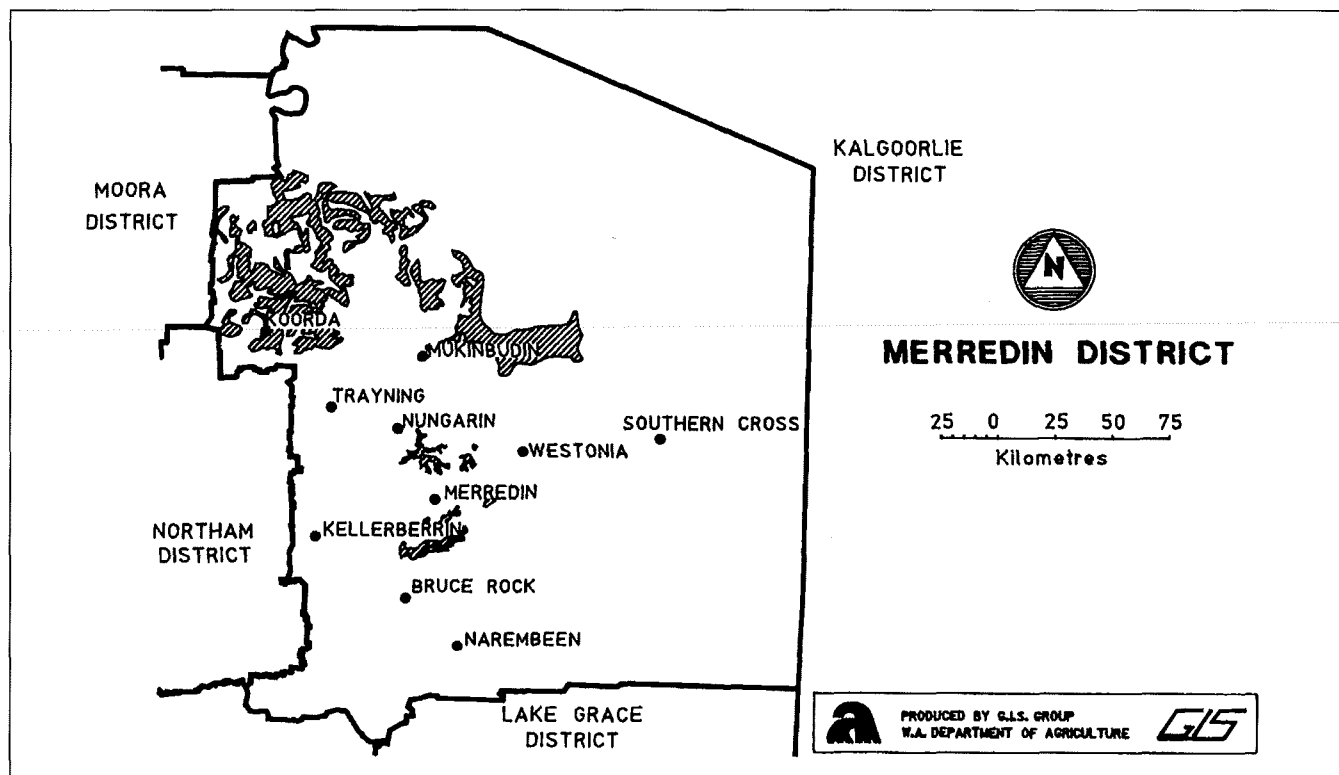 KALGOORLIE
DISTRICT
MOORA
DISTRICT
N
KOORDA
MUKINBUDIN
MERREDIN DISTRICT
TRAYNING
NUNGARIN
SOUTHERN CROSS
WESTONIA
25 0 25 50 75
Kilometres
MERREDIN
NORTHAM
DISTRICT
KELLERBERRIN
BRUCE ROCK
NAREMBEEN
LAKE GRACE
DISTRICT
PRODUCED BY G.I.S. GROUP
W.A. DEPARTMENT OF AGRICULTURE
GIS